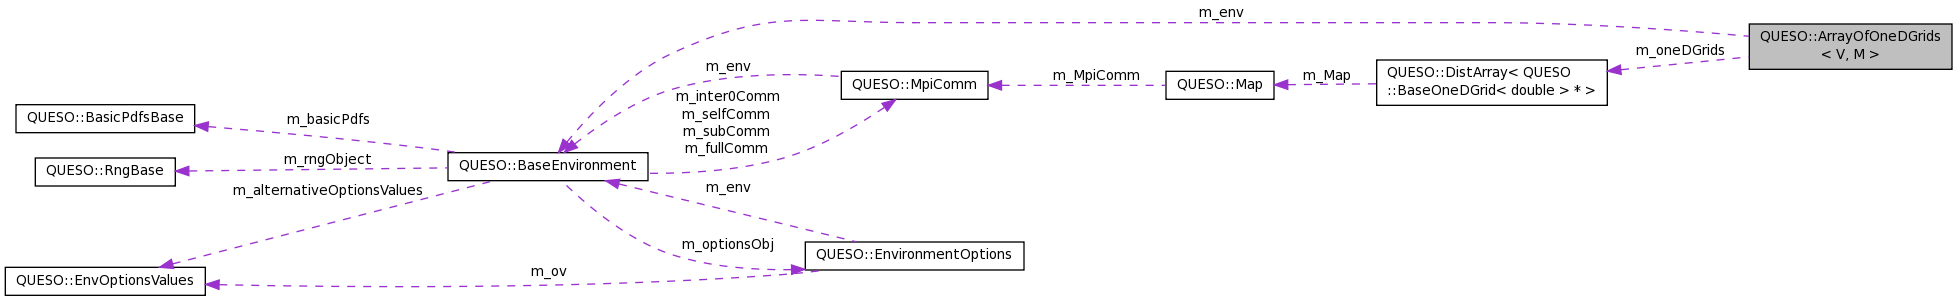 m_env
QUESO::ArrayOfOneDGrids
< V, M >
m_oneDGrids
m_env
m_MpiComm
m_Map
QUESO::DistArray< QUESO
::BaseOneDGrid< double > * >
QUESO::MpiComm
QUESO::Map
m_inter0Comm
m_selfComm
m_subComm
m_fullComm
QUESO::BasicPdfsBase
m_basicPdfs
m_rngObject
QUESO::BaseEnvironment
QUESO::RngBase
m_alternativeOptionsValues
m_env
m_optionsObj
QUESO::EnvironmentOptions
m_ov
QUESO::EnvOptionsValues